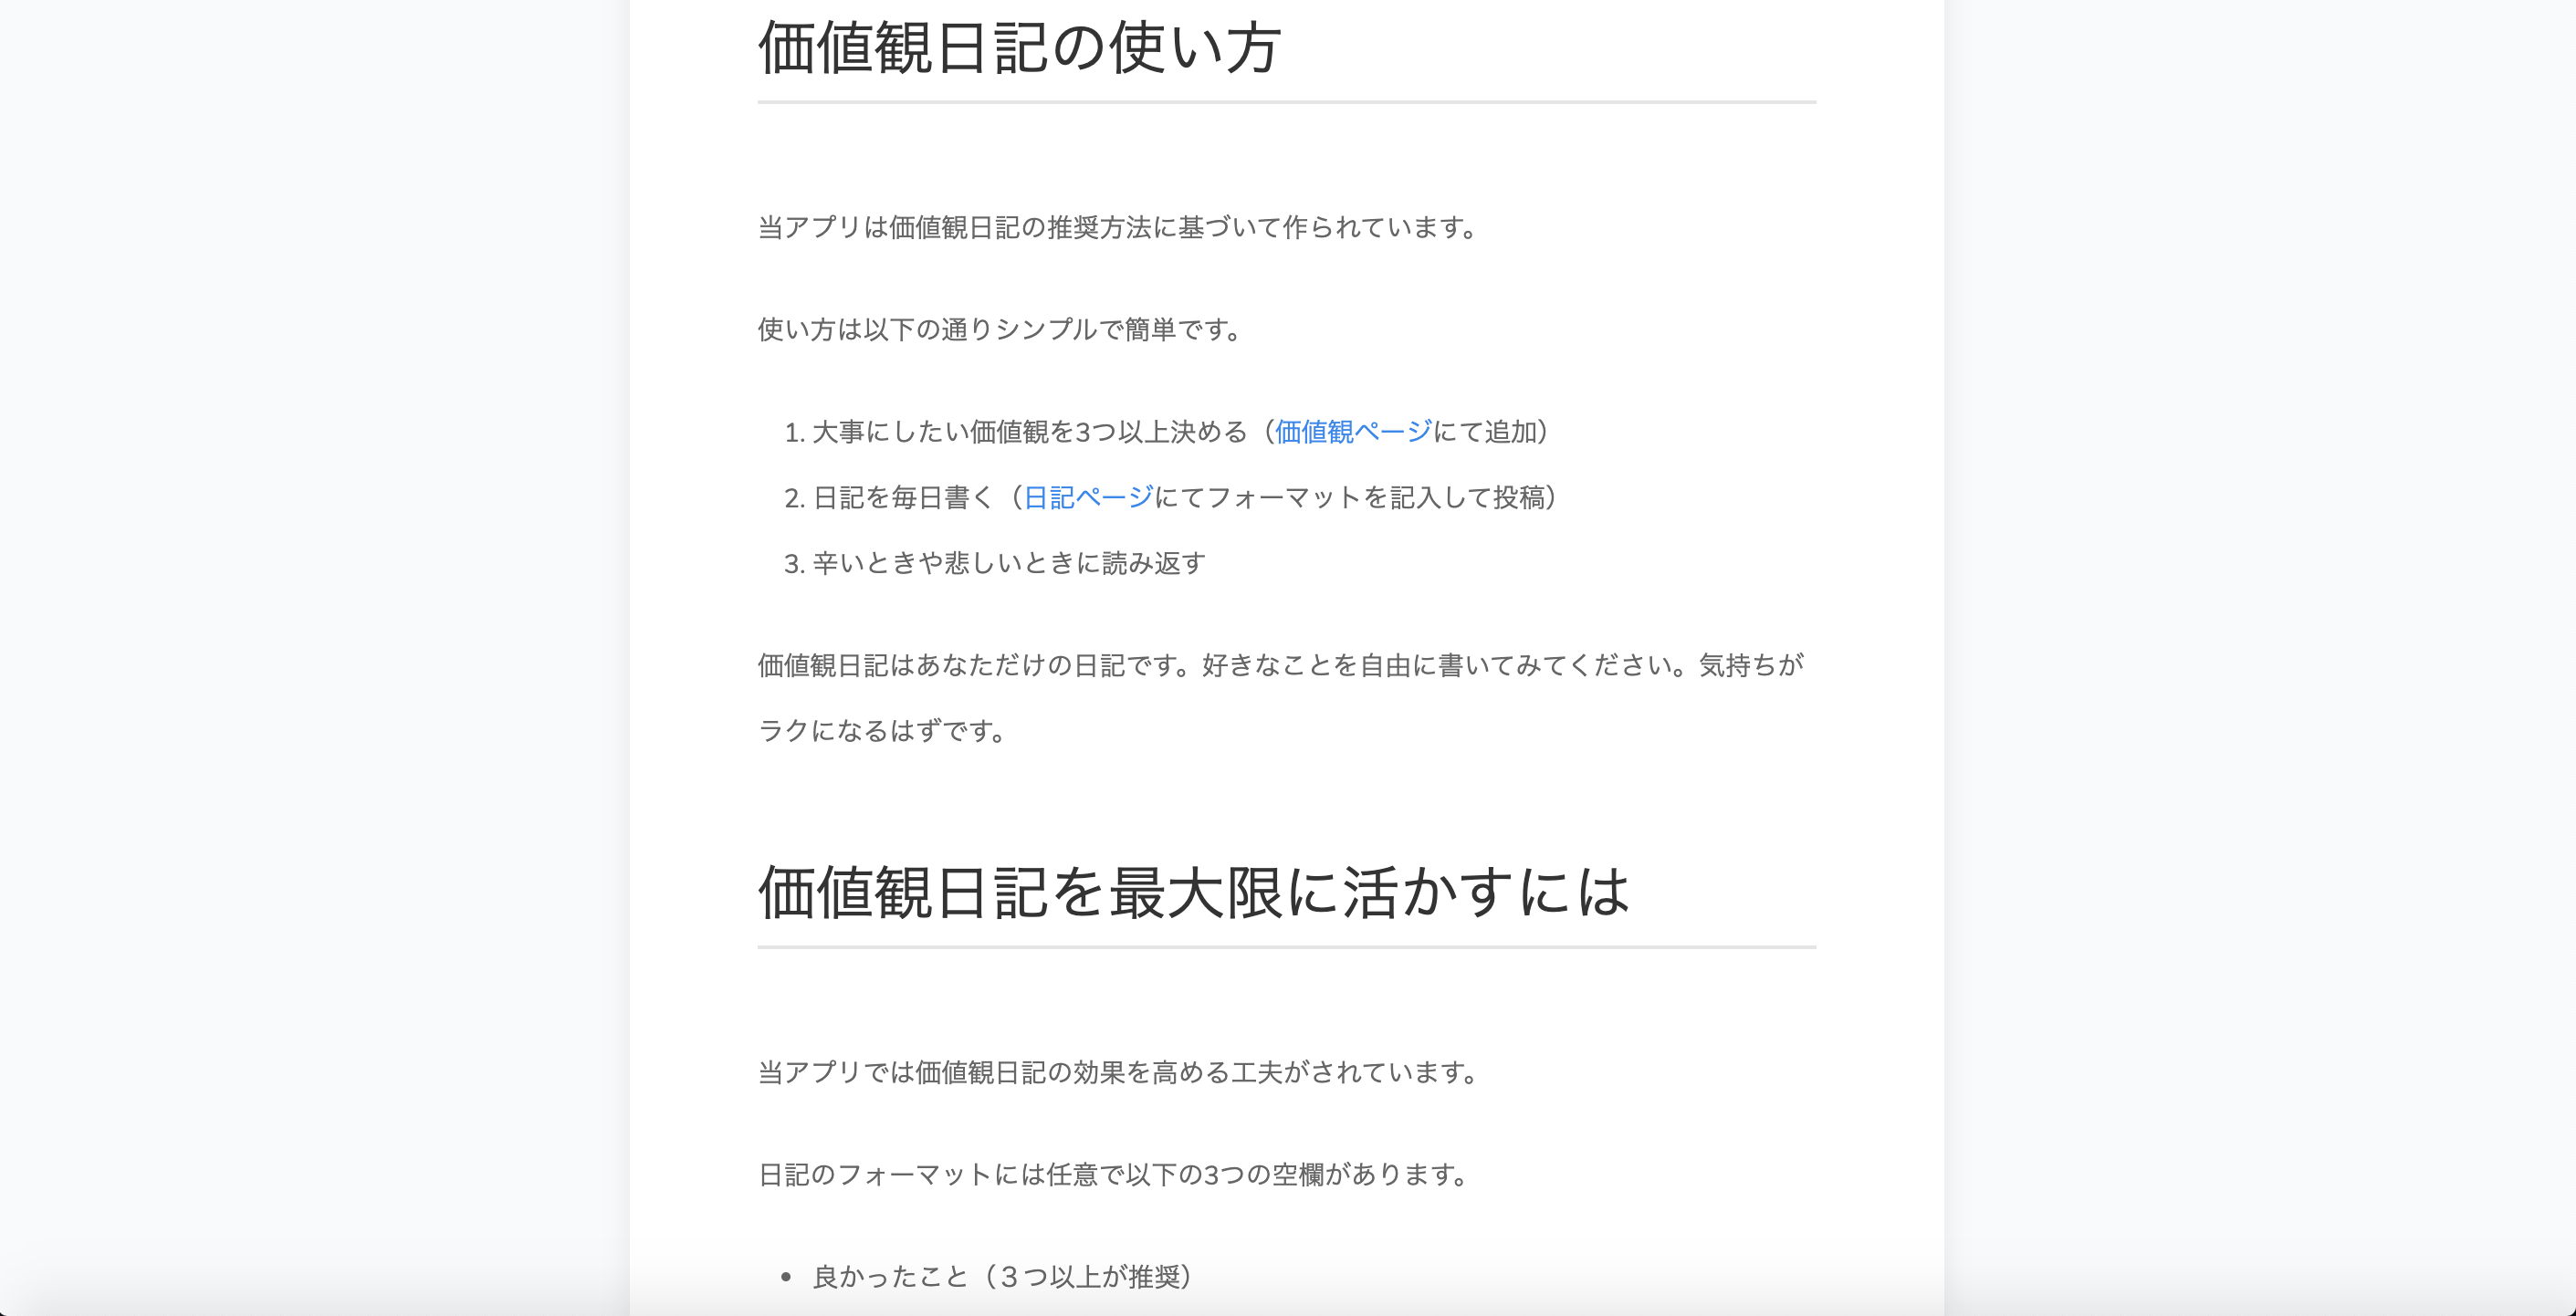 価値観日記の使い方
当アプリは価値観日記の推奨方法に基づいて作られています。
使い方は以下の通りシンプルで簡単です。
1. 大事にしたい価値観を3つ以上決める（価値観ページにて追加）
2. 日記を毎日書く（日記ページにてフォーマットを記入して投稿）
3. 辛いときや悲しいときに読み返す
価値観日記はあなただけの日記です。好きなことを自由に書いてみてください。気持ちが
ラクになるはずです。
価値観日記を最大限に活かすには
当アプリでは価値観日記の効果を高める工夫がされています。
日記のフォーマットには任意で以下の3つの空欄があります。
• 良かったこと（３つ以上が推奨）